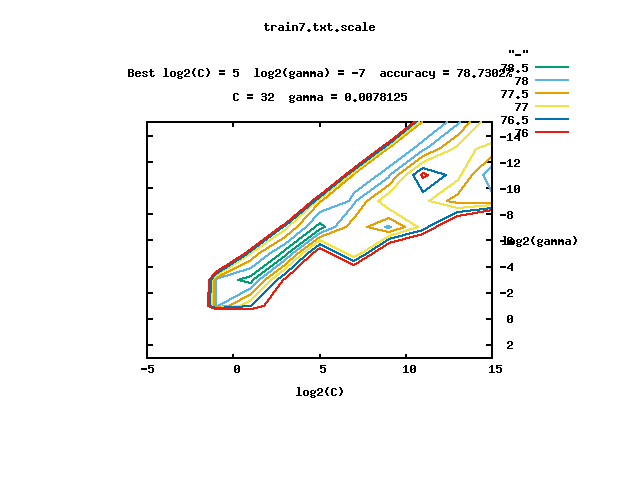 train7.txt.scale
"-"
Best log2(C) = 5 log2(gamma) = -7 accuracy = 78.7302%
78.5
78
C = 32 gamma = 0.0078125
77.5
77
76.5
76
-14
-12
-10
-8
-6
log2(gamma)
-4
-2
0
2
-5 0 5 10 15
log2(C)